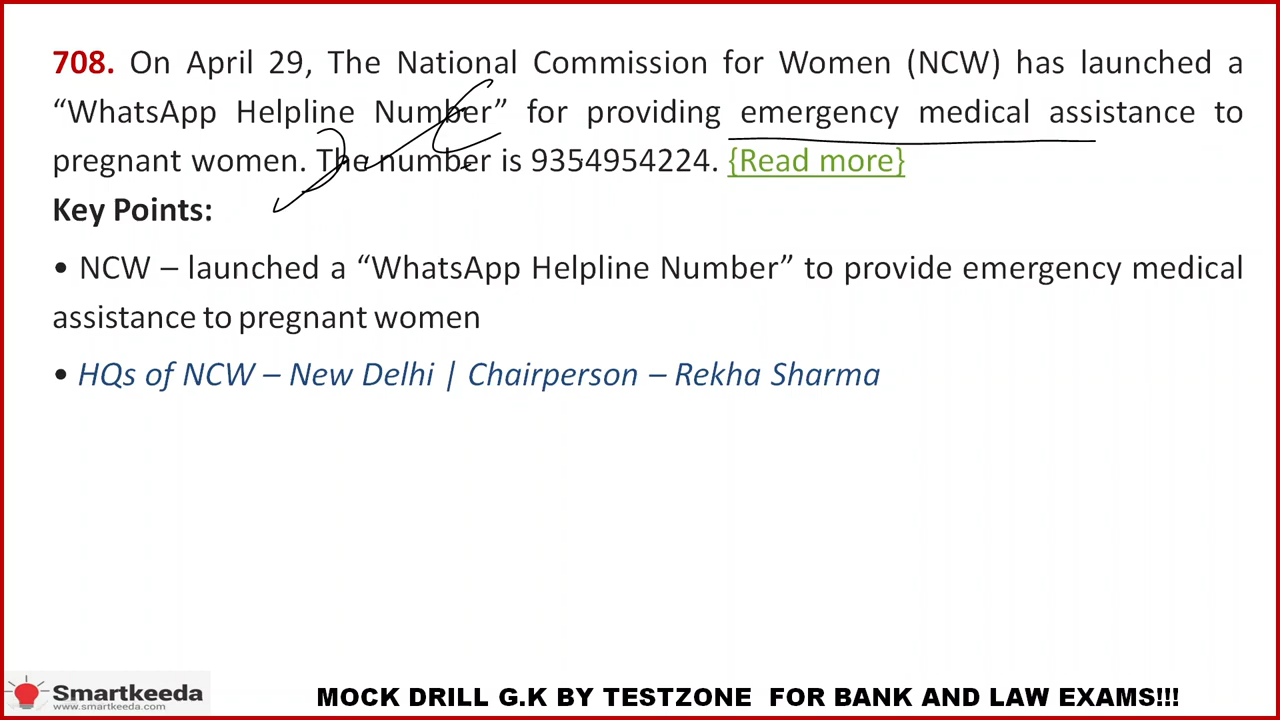 708. On April 29, The National Commission for Women (NCW) has launched a
“WhatsApp Helpline Number” for providing emergency medical assistance to
pregnant women. The number is 9354954224. {Read more}
Key Points:
• NCW – launched a “WhatsApp Helpline Number” to provide emergency medical
assistance to pregnant women
• HQs of NCW – New Delhi | Chairperson – Rekha Sharma
Smartkeeda
www.smartkeeda.com
MOCK DRILL G.K BY TESTZONE FOR BANK AND LAW EXAMS!!!